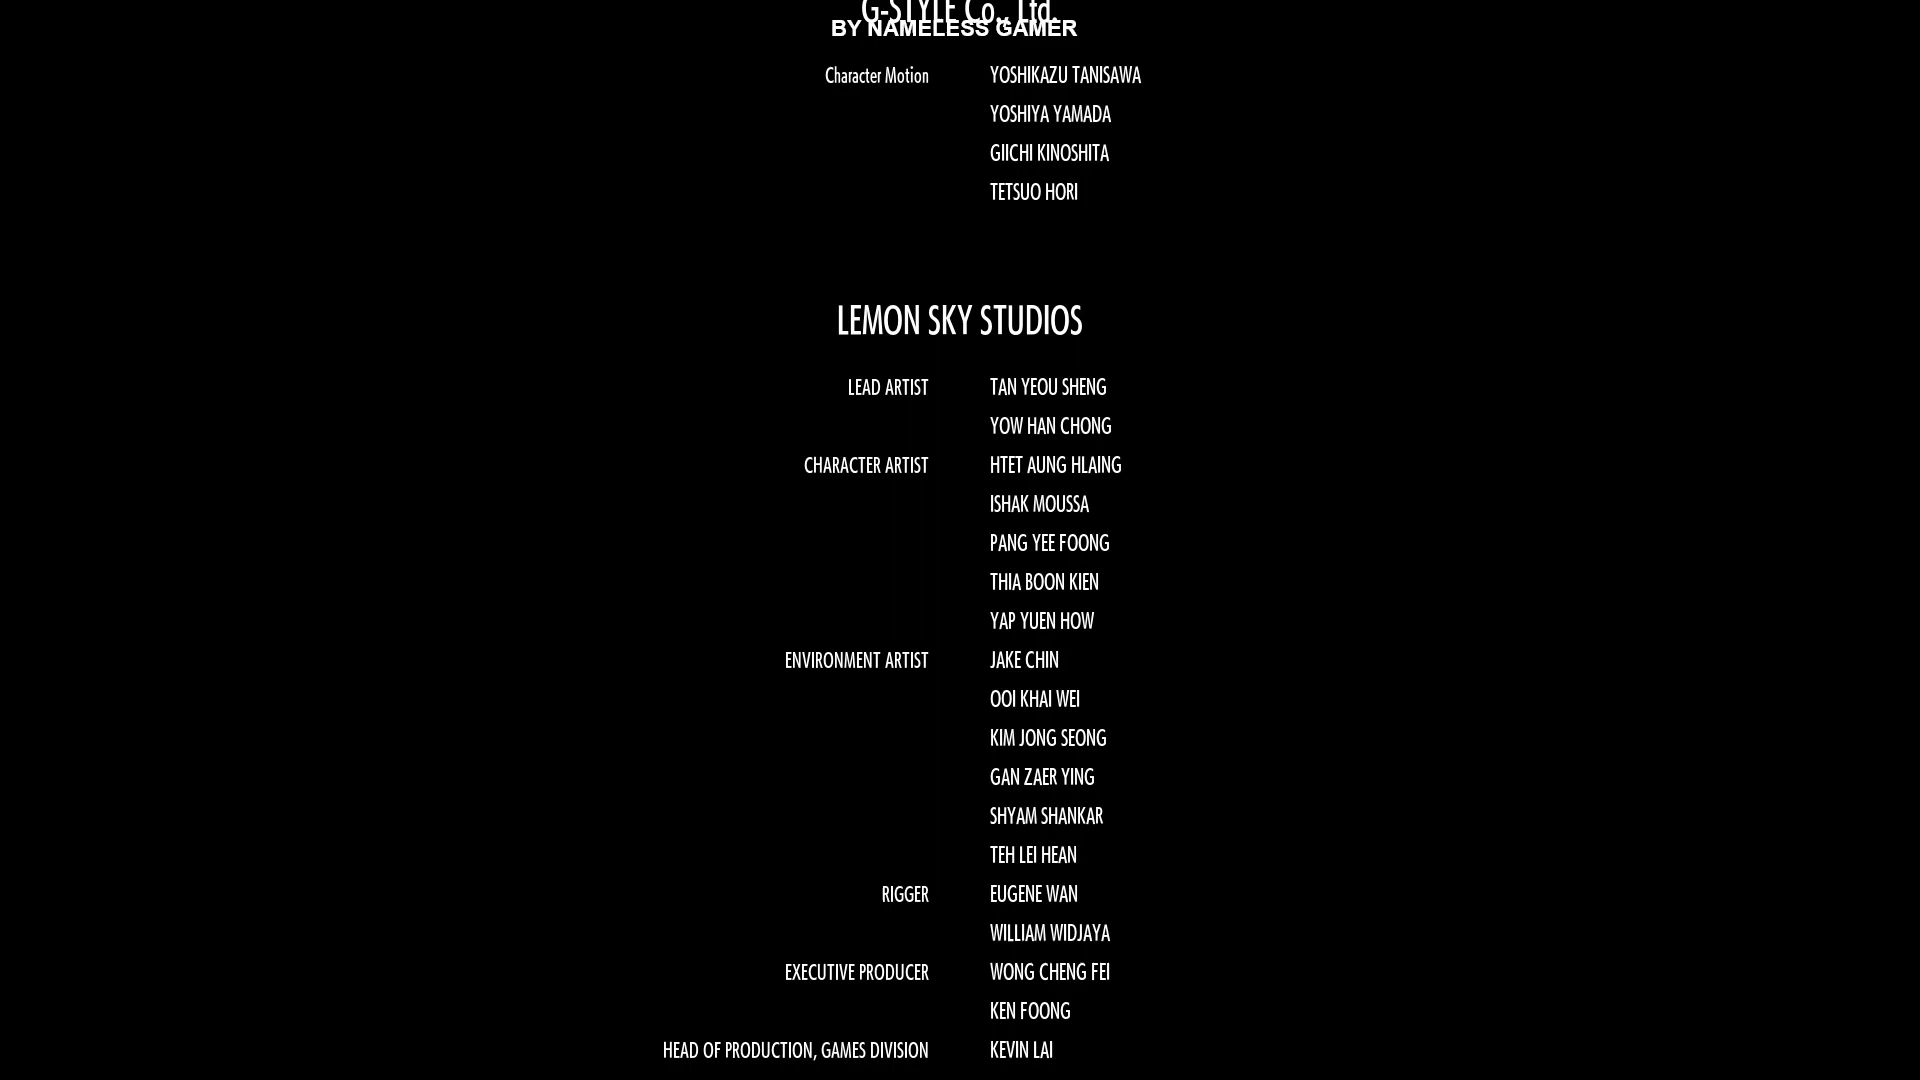 G-STYLE Co., Ltd.
BY NAMELESS GAMER
Character Motion YOSHIKAZU TANISAWA
YOSHIYA YAMADA
GIICHI KINOSHITA
TETSUO HORI
LEMON SKY STUDIOS
LEAD ARTIST TAN YEOU SHENG
YOW HAN CHONG
CHARACTER ARTIST HTET AUNG HLAING
ISHAK MOUSSA
PANG YEE FOONG
THIA BOON KIEN
YAP YUEN HOW
ENVIRONMENT ARTIST JAKE CHIN
OOI KHAI WEI
KIM JONG SEONG
GAN ZAER YING
SHYAM SHANKAR
TEH LEI HEAN
RIGGER EUGENE WAN
WILLIAM WIDJAYA
EXECUTIVE PRODUCER WONG CHENG FEI
KEN FOONG
HEAD OF PRODUCTION, GAMES DIVISION KEVIN LAI